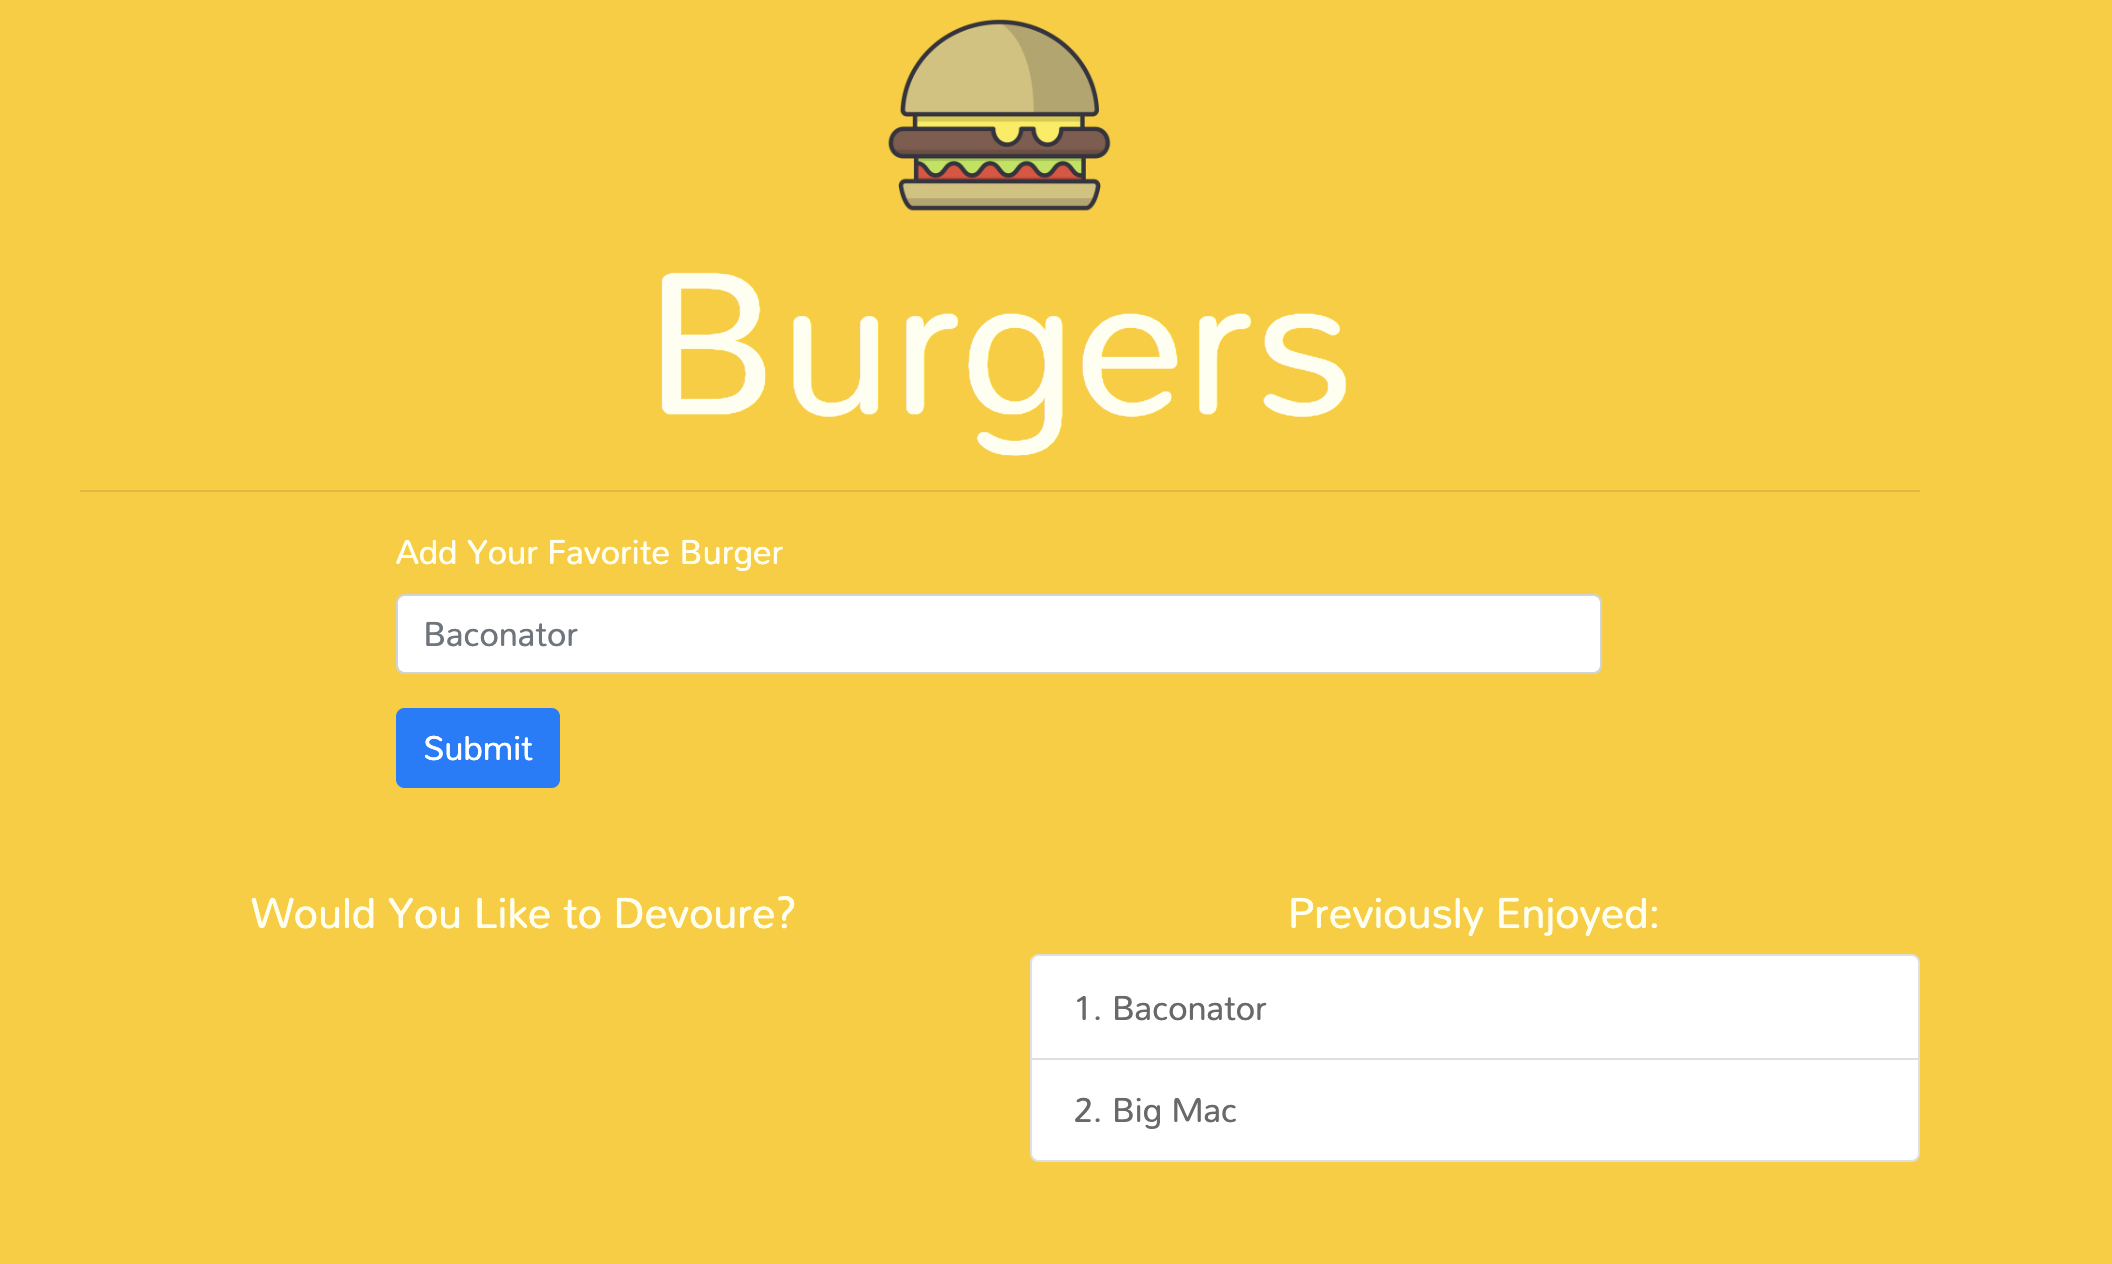 Burgers
Add Your Favorite Burger
Baconator
Submit
Would You Like to Devoure?
Previously Enjoyed:
1. Baconator
2. Big Mac